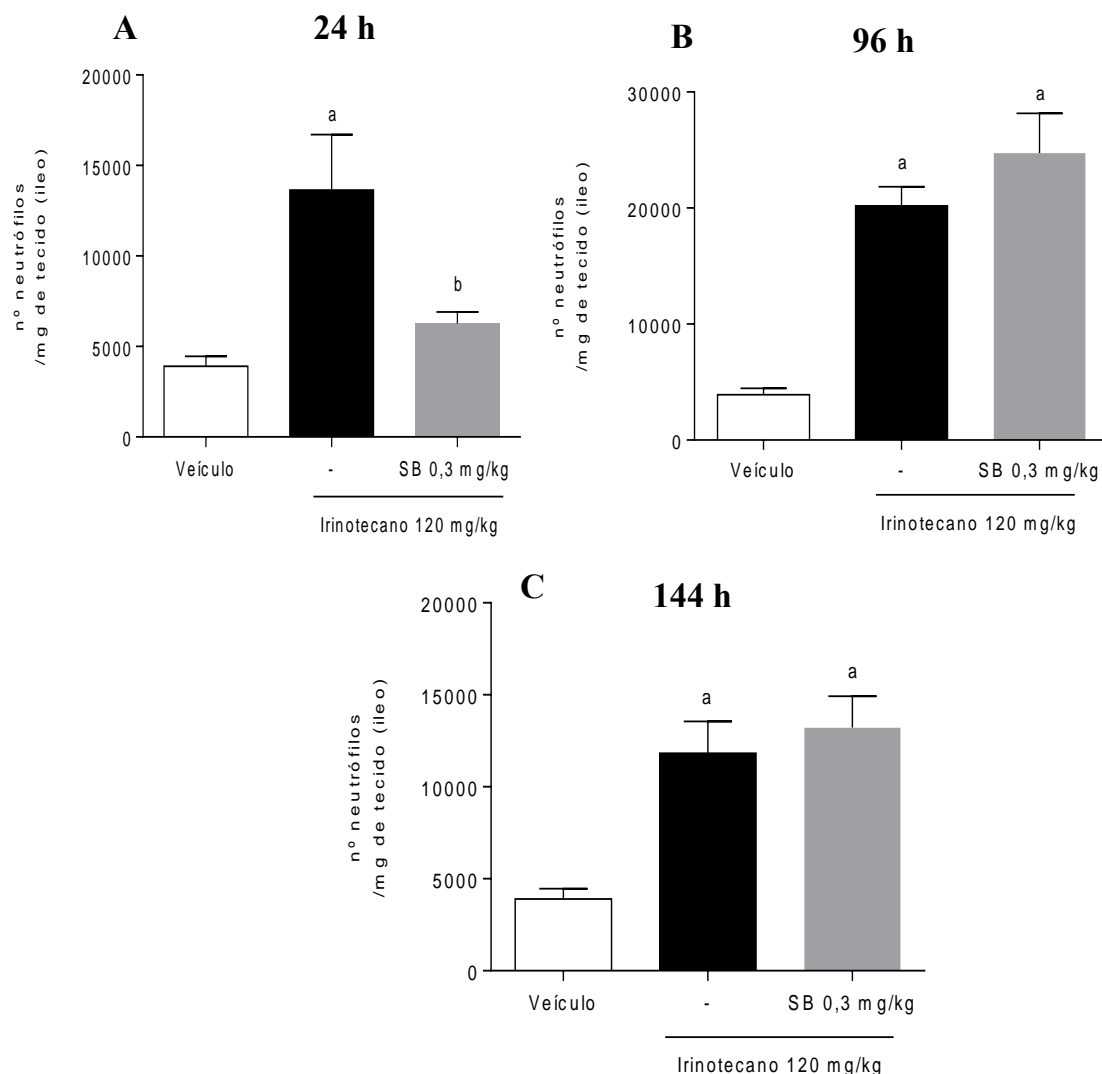 A
24 h
20000
15000
10000
5000
0
nº neutrófilos
/mg de tecido (ileo)
a
b
Veículo
-
SB 0,3 mg/kg
Irinotecano 120 mg/kg
B
96 h
30000
20000
10000
0
nº neutrófilos
/mg de tecido (ileo)
a
a
Veículo
-
SB 0,3 mg/kg
Irinotecano 120 mg/kg
C
144 h
20000
15000
10000
5000
0
nº neutrófilos
/mg de tecido (ileo)
a
a
Veículo
-
SB 0,3 mg/kg
Irinotecano 120 mg/kg